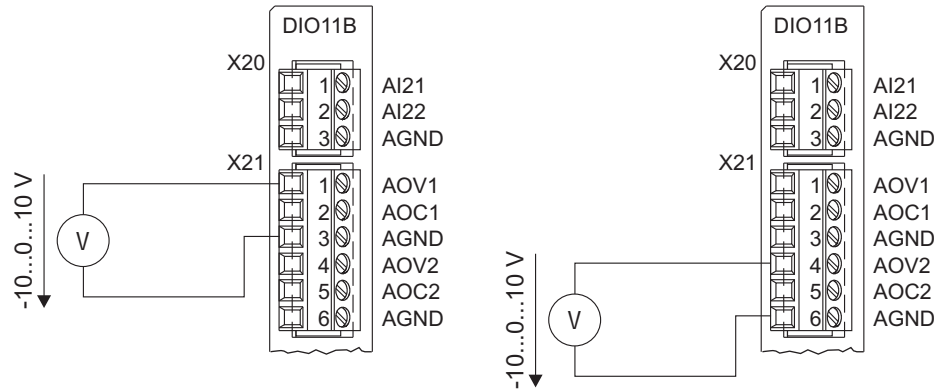 DIO11B
X20
1 AI21
2 AI22
3 AGND
X21
1 AOV1
2 AOC1
3 AGND
4 AOV2
5 AOC2
6 AGND
V
-10...0...10 V
DIO11B
X20
1 AI21
2 AI22
3 AGND
X21
1 AOV1
2 AOC1
3 AGND
4 AOV2
5 AOC2
6 AGND
V
-10...0...10 V